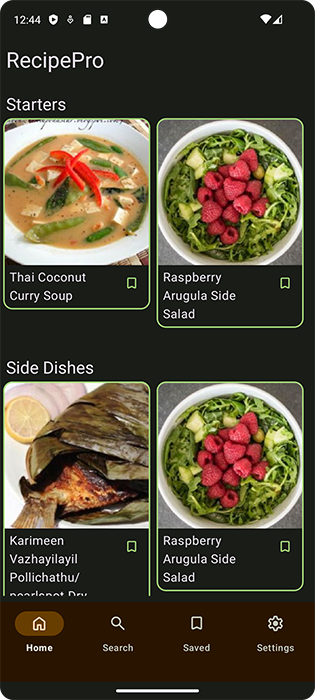 12:44
RecipePro
Starters
Thai Coconut
Curry Soup
Raspberry
Arugula Side
Salad
Side Dishes
Karimeen
Vazhayilayil
Pollichathu/
pearlspot Dry
Raspberry
Arugula Side
Salad
Home
Search
Saved
Settings